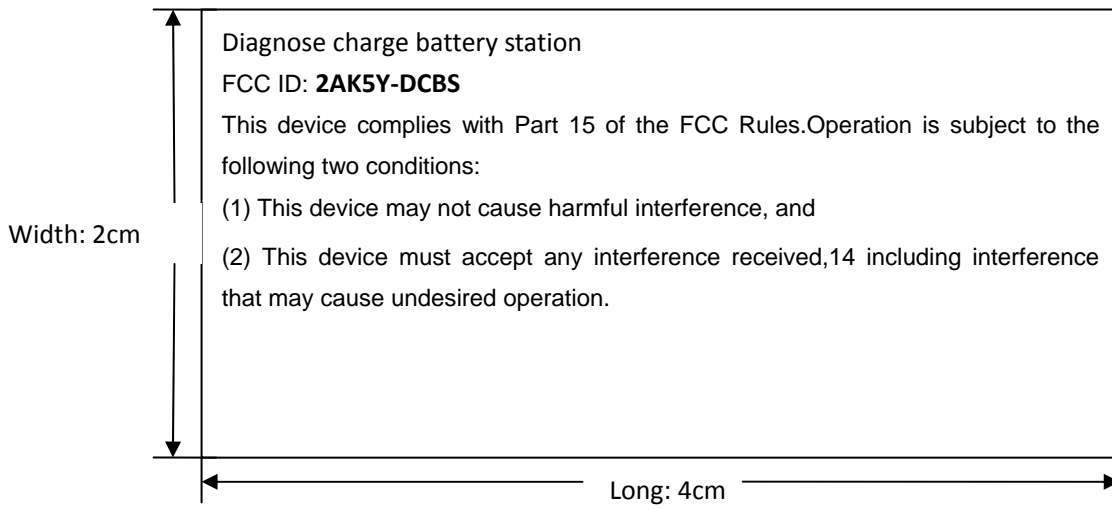 Diagnose charge battery station
FCC ID: 2AK5Y-DCBS
This device complies with Part 15 of the FCC Rules.Operation is subject to the
following two conditions:
(1) This device may not cause harmful interference, and
Width: 2cm
(2) This device must accept any interference received,14 including interference
that may cause undesired operation.
Long: 4cm